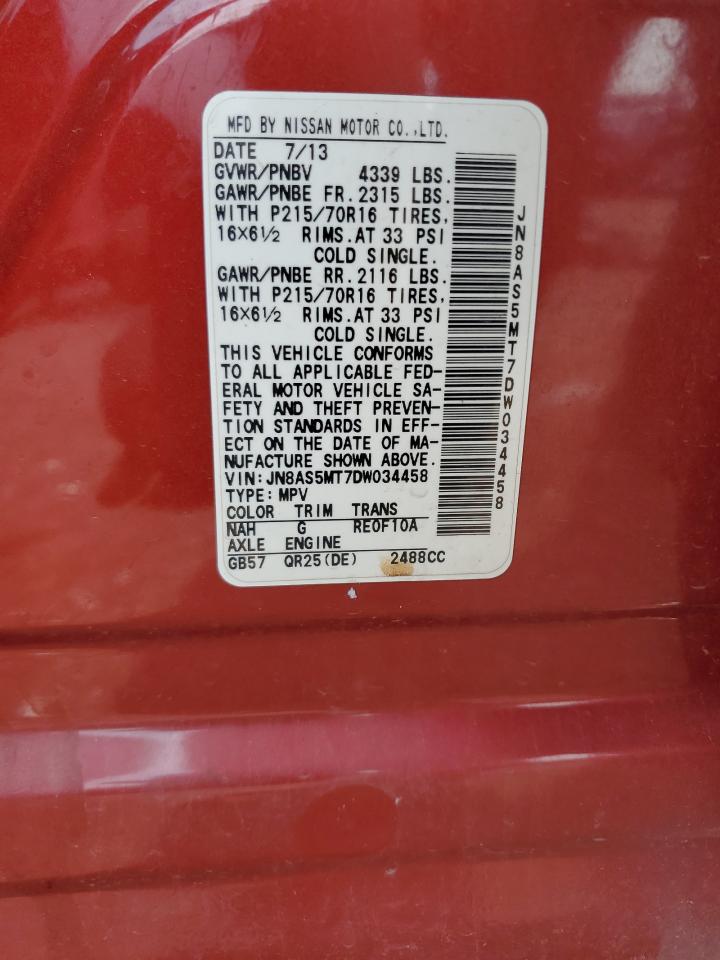 MFD BY NISSAN MOTOR CO.,LTD.
DATE 7/13
GVWR/PNBV 4339 LBS.
GAWR/PNBE FR. 2315 LBS.
WITH P215/70R16 TIRES,
16×6½ RIMS. AT 33 PSI
COLD SINGLE.
GAWR/PNBE RR. 2116 LBS.
WITH P215/70R16 TIRES,
16×6½ RIMS. AT 33 PSI
COLD SINGLE.
THIS VEHICLE CONFORMS
TO ALL APPLICABLE FED-
ERAL MOTOR VEHICLE SA-
FETY AND THEFT PREVEN-
TION STANDARDS IN EFF-
ECT ON THE DATE OF MA-
NUFACTURE SHOWN ABOVE.
VIN: JN8AS5MT7DW034458
TYPE: MPV
COLOR TRIM TRANS
NAH G RE0F10A
AXLE ENGINE
GB57 QR25(DE) 2488CC
JN8AS5MT7DW034458